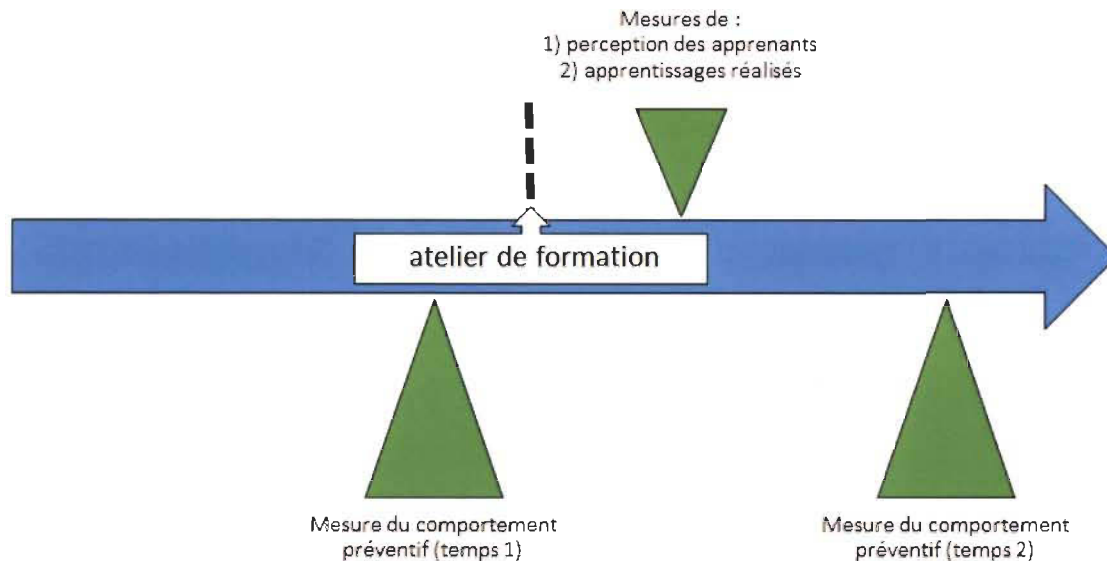 Mesures de :
1) perception des apprenants
2) apprentissages réalisés
atelier de formation
Mesure du comportement
préventif (temps 1)
Mesure du comportement
préventif (temps 2)